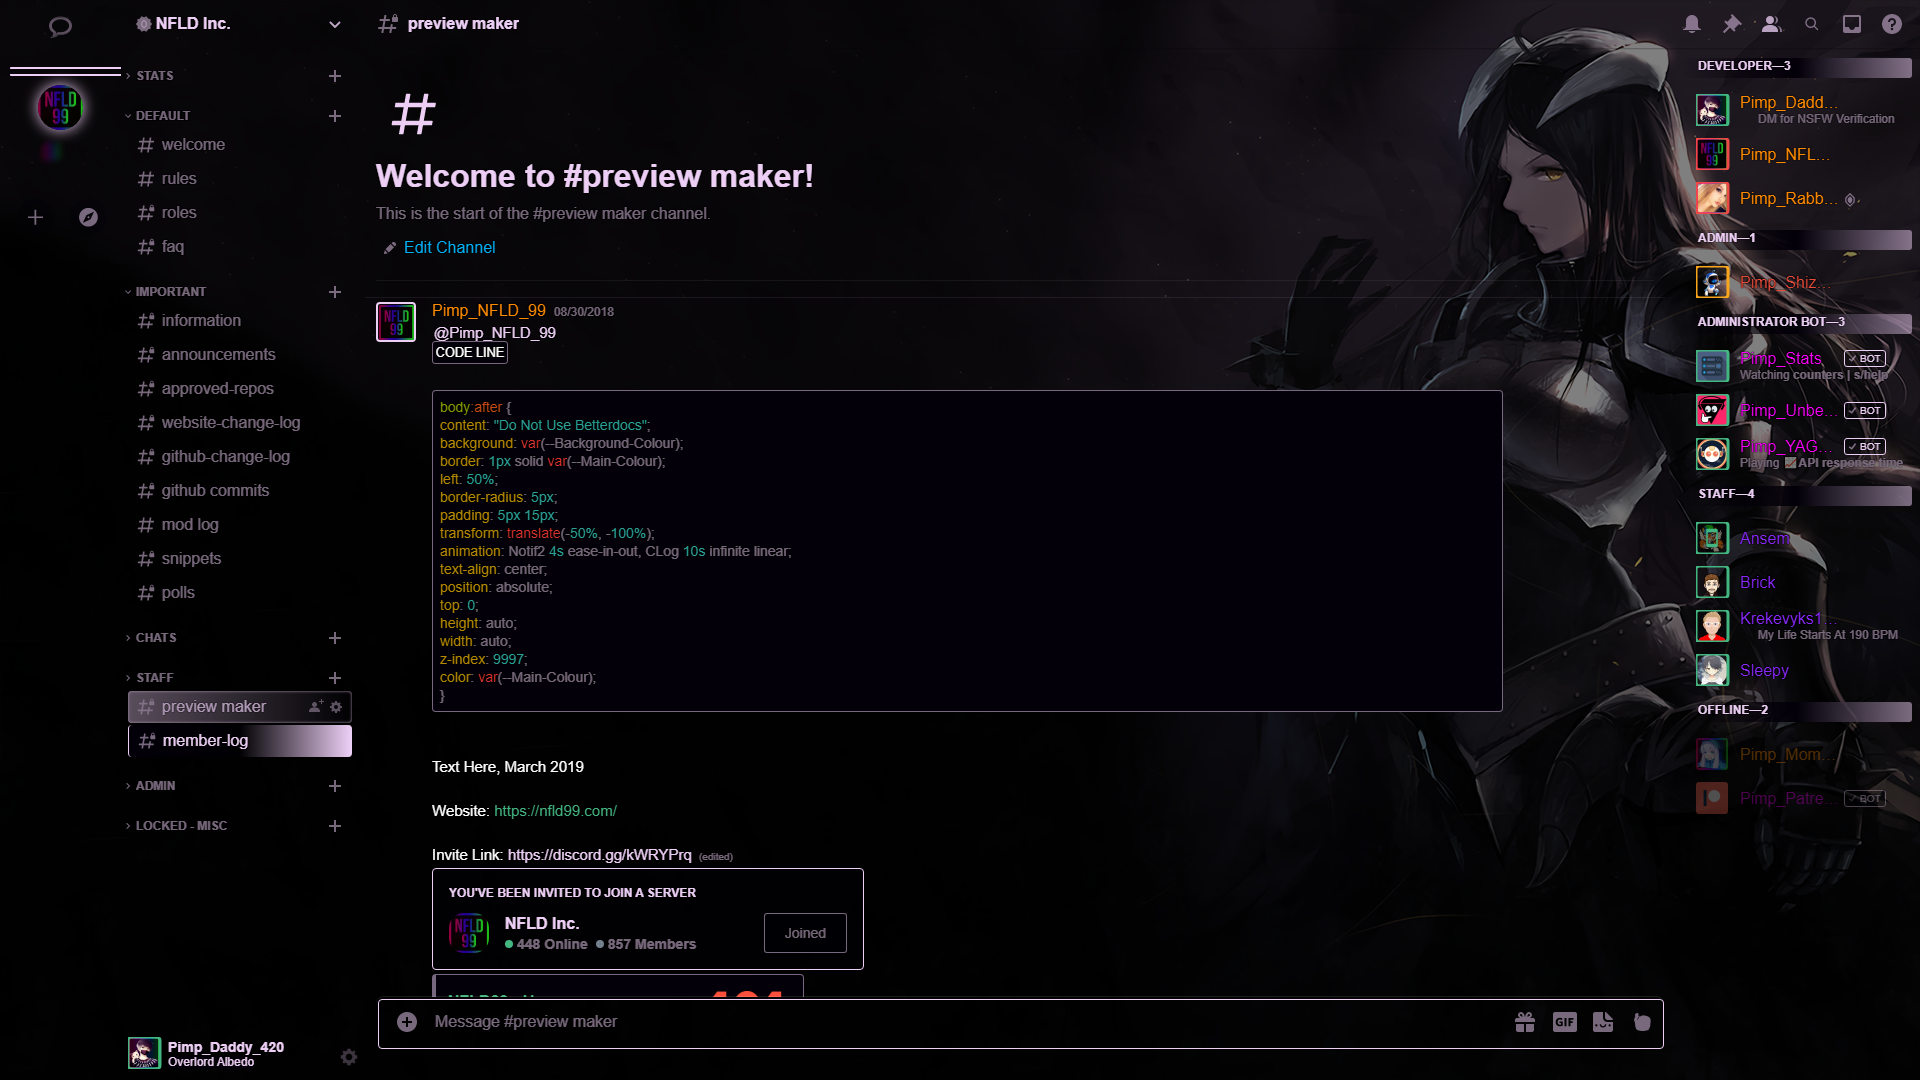 NFLD Inc.
NFLD
99
STATS
DEFAULT
welcome
rules
roles
faq
IMPORTANT
information
announcements
approved-repos
website-change-log
github-change-log
github commits
mod log
snippets
polls
CHATS
STAFF
preview maker
member-log
ADMIN
LOCKED - MISC
Pimp_Daddy_420
Overlord Albedo
preview maker
Welcome to #preview maker!
This is the start of the #preview maker channel.
Edit Channel
NFLD
99
Pimp_NFLD_99 08/30/2018
@Pimp_NFLD_99
CODE LINE
body:after {
content: "Do Not Use Betterdocs";
background: var(--Background-Colour);
border: 1px solid var(--Main-Colour);
left: 50%;
border-radius: 5px;
padding: 5px 15px;
transform: translate(-50%, -100%);
animation: Notif2 4s ease-in-out, CLog 10s infinite linear;
text-align: center;
position: absolute;
top: 0;
height: auto;
width: auto;
z-index: 9997;
color: var(--Main-Colour);
}
Text Here, March 2019
Website: https://nfld99.com/
Invite Link: https://discord.gg/kWRYPrq (edited)
YOU'VE BEEN INVITED TO JOIN A SERVER
NFLD
99
NFLD Inc.
448 Online 857 Members
Joined
Message #preview maker
GIF
DEVELOPER—3
Pimp_Dadd...
DM for NSFW Verification
NFLD
99
Pimp_NFL...
Pimp_Rabb...
ADMIN—1
Pimp_Shiz...
ADMINISTRATOR BOT—3
Pimp_Stats BOT
Watching counters | s/help
Pimp_Unbe... BOT
Pimp_YAG... BOT
Playing API response time
STAFF—4
Ansem
Brick
Krekevyks1...
My Life Starts At 190 BPM
Sleepy
OFFLINE—2
Pimp_Mom...
Pimp_Patre... BOT